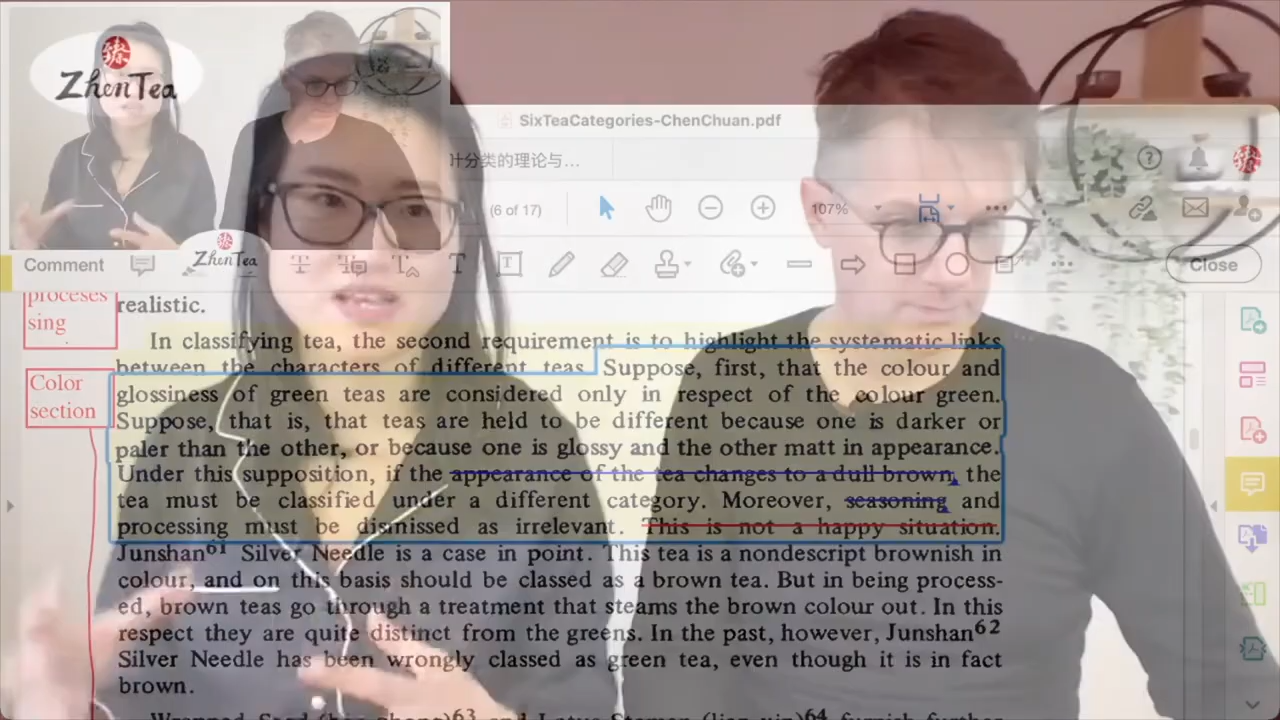 臻
ZhenTea
SixTeaCategories-ChenChuan.pdf
叶分类的理论与...
(6 of 17)
107%
臻
ZhenTea
Comment
Close
proceses
sing
realistic.
In classifying tea, the second requirement is to highlight the systematic links
between the characters of different teas. Suppose, first, that the colour and
Color
section
glossiness of green teas are considered only in respect of the colour green.
Suppose, that is, that teas are held to be different because one is darker or
paler than the other, or because one is glossy and the other matt in appearance.
Under this supposition, if the appearance of the tea changes to a dull brown, the
tea must be classified under a different category. Moreover, seasoning and
processing must be dismissed as irrelevant. This is not a happy situation.
Junshan61 Silver Needle is a case in point. This tea is a nondescript brownish in
colour, and on this basis should be classed as a brown tea. But in being process-
ed, brown teas go through a treatment that steams the brown colour out. In this
respect they are quite distinct from the greens. In the past, however, Junshan62
Silver Needle has been wrongly classed as green tea, even though it is in fact
brown.